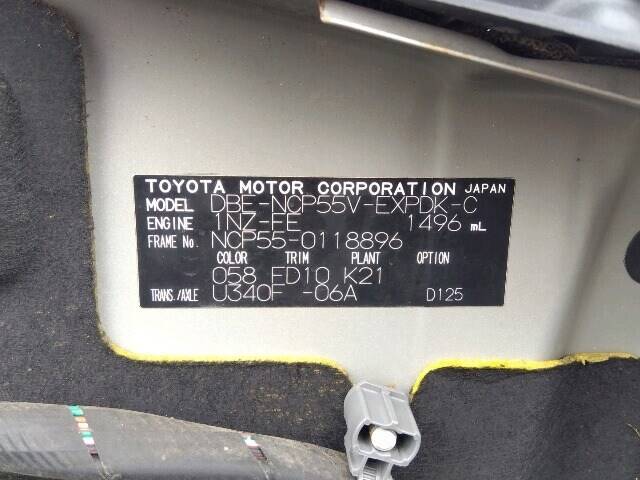 TOYOTA MOTOR CORPORATION JAPAN
MODEL DBE-NCP55V-EXPDK-C
ENGINE 1NZ-FE 1496 mL
FRAME No. NCP55-0118896
COLOR TRIM PLANT OPTION
058 FD10 K21
TRANS./AXLE U340F -06A D125